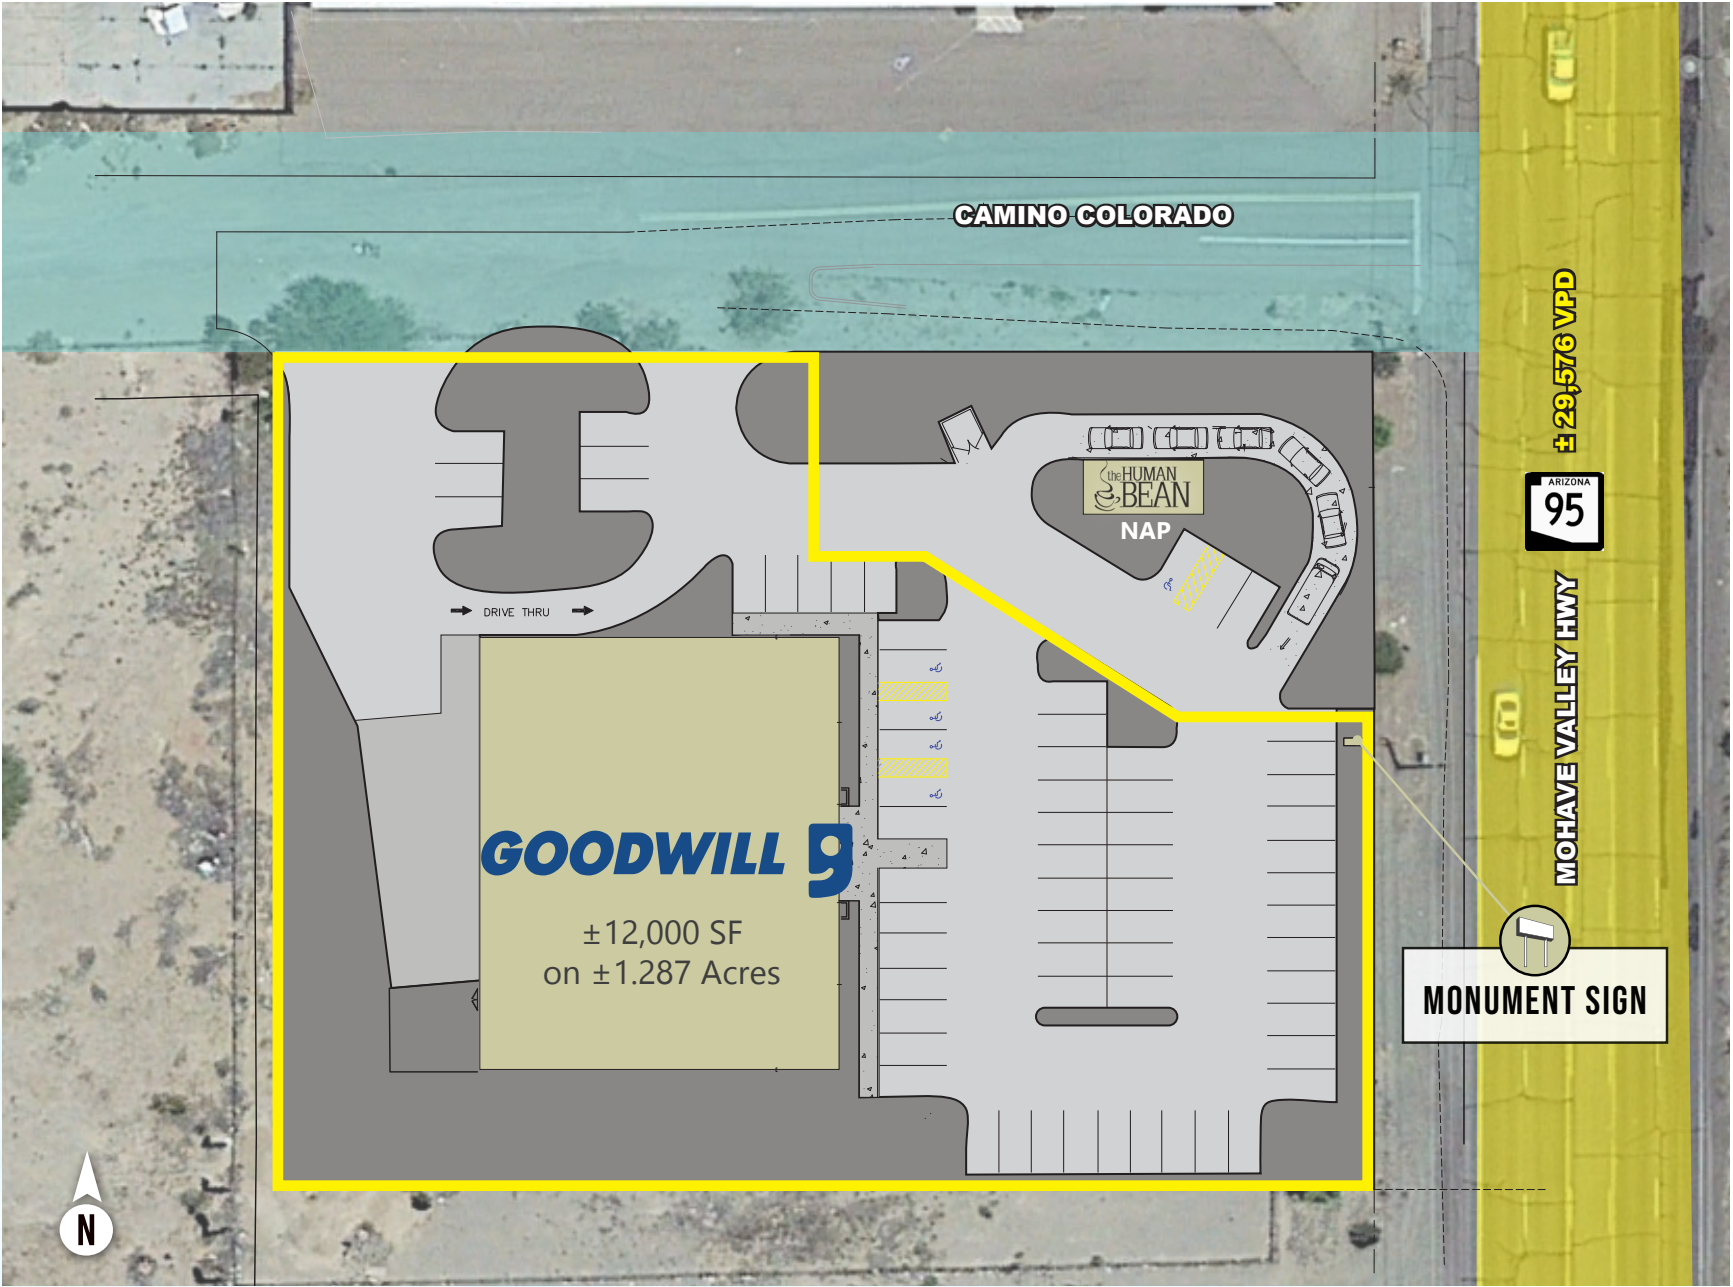 CAMINO COLORADO
± 29,576 VPD
ARIZONA
95
MOHAVE VALLEY HWY
the HUMAN
BEAN
NAP
DRIVE THRU
GOODWILL g
±12,000 SF
on ±1.287 Acres
MONUMENT SIGN
N